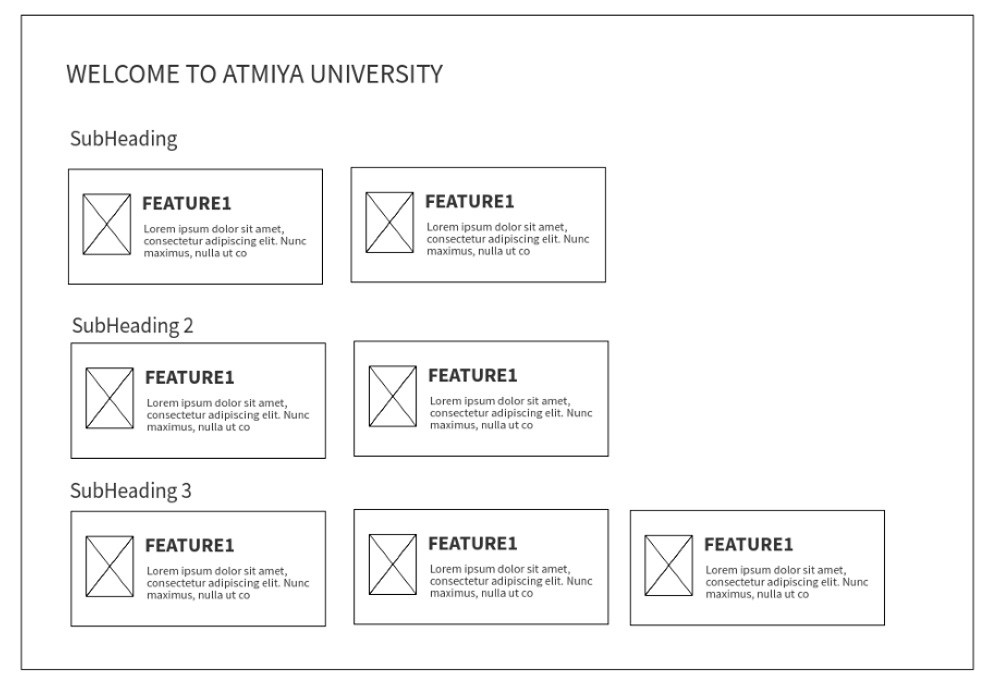 WELCOME TO ATMIYA UNIVERSITY
SubHeading
FEATURE1
Lorem ipsum dolor sit amet,
consectetur adipiscing elit. Nunc
maximus, nulla ut co
FEATURE1
Lorem ipsum dolor sit amet,
consectetur adipiscing elit. Nunc
maximus, nulla ut co
SubHeading 2
FEATURE1
Lorem ipsum dolor sit amet,
consectetur adipiscing elit. Nunc
maximus, nulla ut co
FEATURE1
Lorem ipsum dolor sit amet,
consectetur adipiscing elit. Nunc
maximus, nulla ut co
SubHeading 3
FEATURE1
Lorem ipsum dolor sit amet,
consectetur adipiscing elit. Nunc
maximus, nulla ut co
FEATURE1
Lorem ipsum dolor sit amet,
consectetur adipiscing elit. Nunc
maximus, nulla ut co
FEATURE1
Lorem ipsum dolor sit amet,
consectetur adipiscing elit. Nunc
maximus, nulla ut co